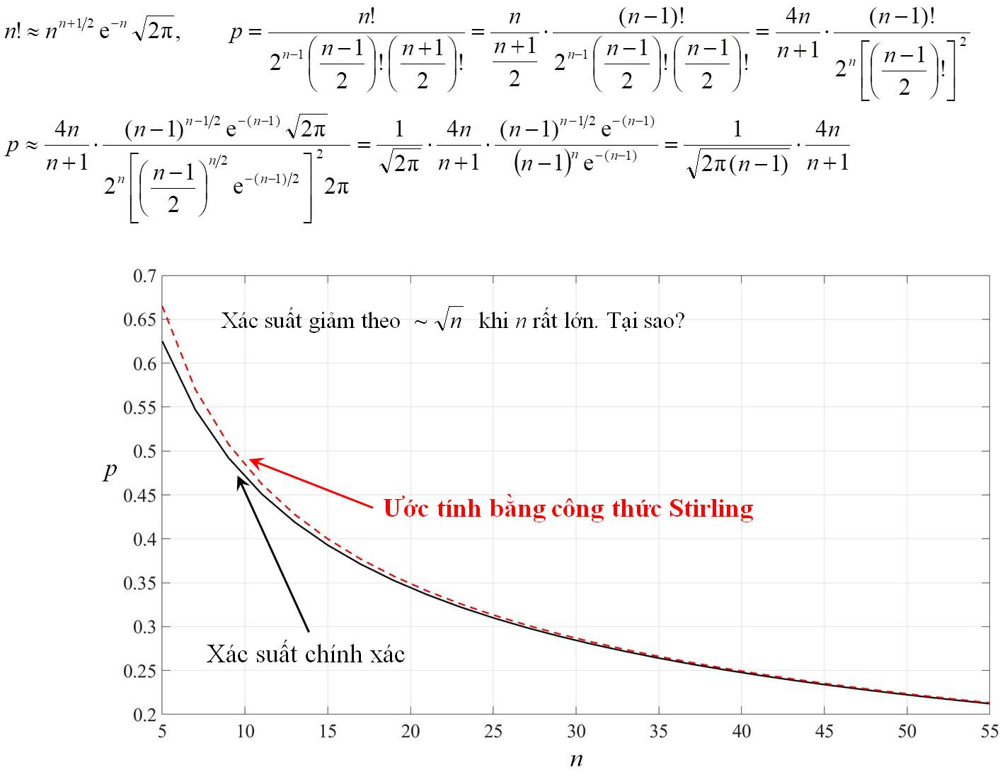 n! ≈ n^{n+1/2} e^{−n} √(2π), p = n! / (2^{n−1} ((n−1)/2)! ((n+1)/2)!) = n / ((n+1)/2) · (n−1)! / (2^{n−1} ((n−1)/2)! ((n−1)/2)!) = 4n/(n+1) · (n−1)! / (2^n [((n−1)/2)!]^2)
p ≈ 4n/(n+1) · (n−1)^{n−1/2} e^{−(n−1)} √(2π) / (2^n [((n−1)/2)^{n/2} e^{−(n−1)/2}]^2 2π) = 1/√(2π) · 4n/(n+1) · (n−1)^{n−1/2} e^{−(n−1)} / ((n−1)^n e^{−(n−1)}) = 1/√(2π(n−1)) · 4n/(n+1)
0.7
Xác suất giảm theo ~ √n khi n rất lớn. Tại sao?
0.65
0.6
0.55
0.5
p
0.45
Ước tính bằng công thức Stirling
0.4
0.35
0.3
Xác suất chính xác
0.25
0.2
5 10 15 20 25 30 35 40 45 50 55
n